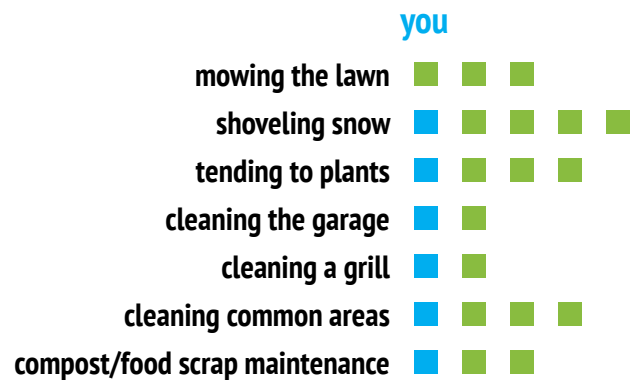 you
mowing the lawn
shoveling snow
tending to plants
cleaning the garage
cleaning a grill
cleaning common areas
compost/food scrap maintenance